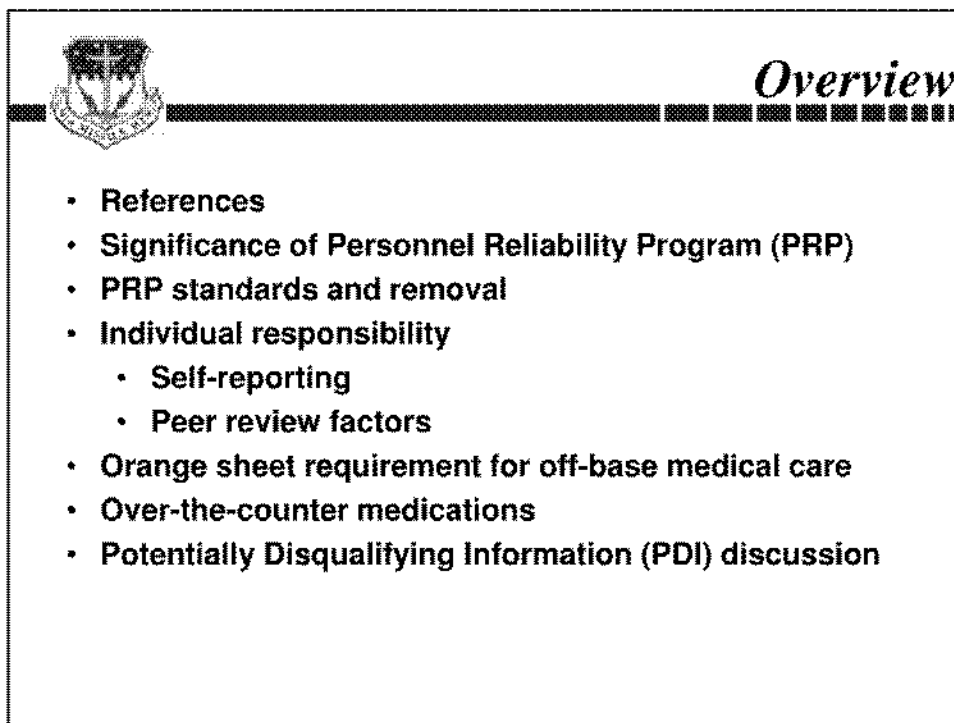 Overview
• References
• Significance of Personnel Reliability Program (PRP)
• PRP standards and removal
• Individual responsibility
• Self-reporting
• Peer review factors
• Orange sheet requirement for off-base medical care
• Over-the-counter medications
• Potentially Disqualifying Information (PDI) discussion